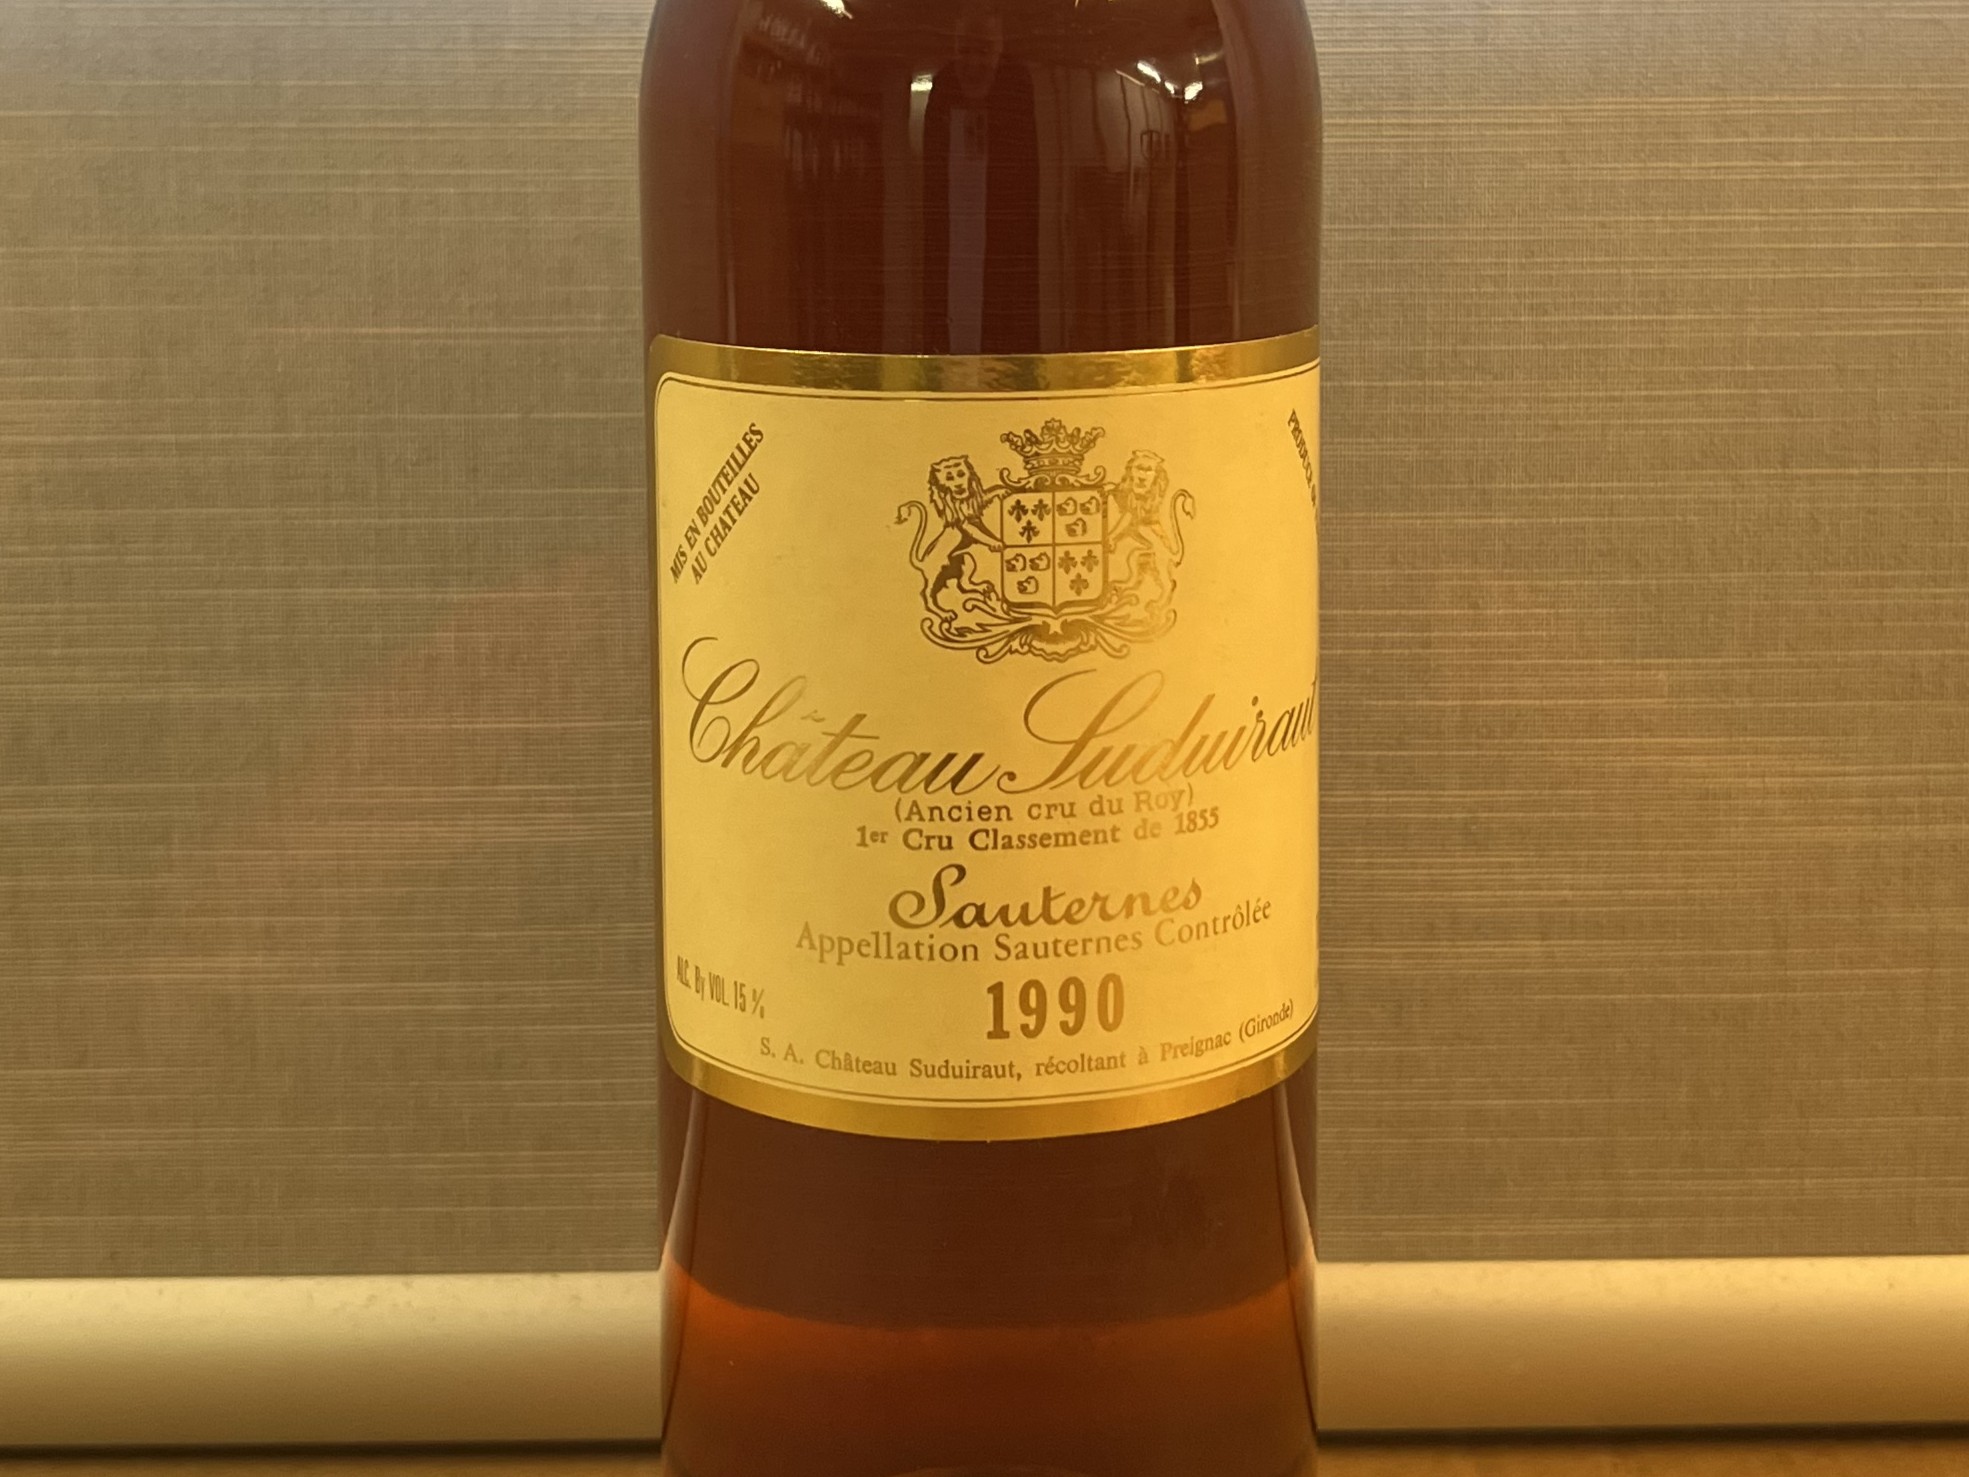 MIS EN BOUTEILLES
AU CHATEAU
Château Suduiraut
(Ancien cru du Roy)
1er Cru Classement de 1855
Sauternes
Appellation Sauternes Contrôlée
1990
ALC. By VOL. 15 %
S. A. Château Suduiraut, récoltant à Preignac (Gironde)